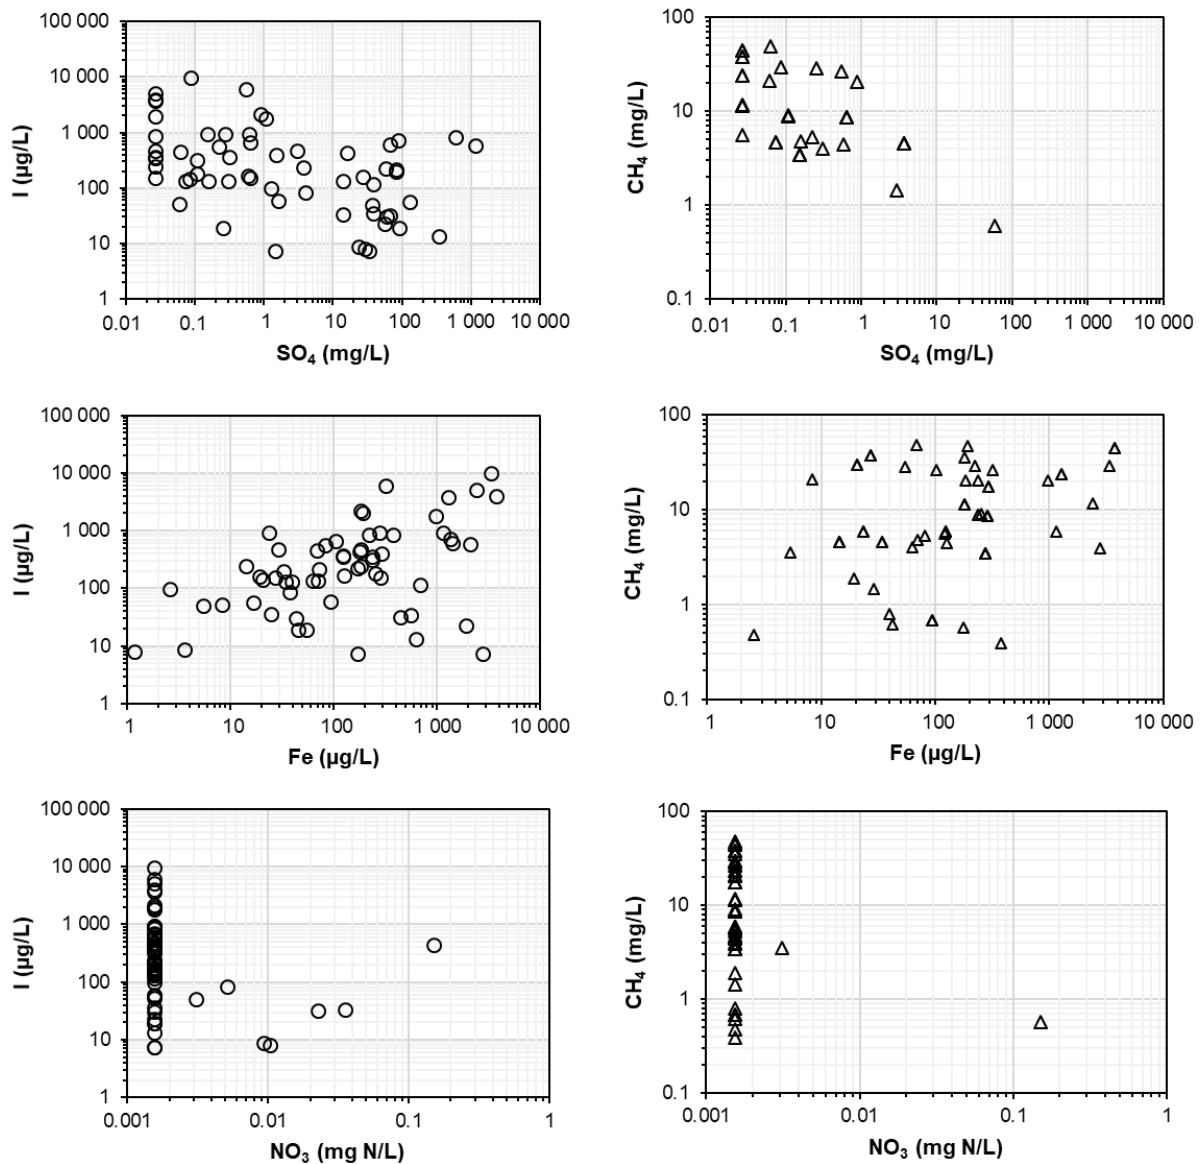 100 000
10 000
1 000
100
10
1
I (µg/L)
0.01 0.1 1 10 100 1 000 10 000
SO₄ (mg/L)
100
10
1
0.1
CH₄ (mg/L)
0.01 0.1 1 10 100 1 000 10 000
SO₄ (mg/L)
100 000
10 000
1 000
100
10
1
I (µg/L)
1 10 100 1 000 10 000
Fe (µg/L)
100
10
1
0.1
CH₄ (mg/L)
1 10 100 1 000 10 000
Fe (µg/L)
100 000
10 000
1 000
100
10
1
I (µg/L)
0.001 0.01 0.1 1
NO₃ (mg N/L)
100
10
1
0.1
CH₄ (mg/L)
0.001 0.01 0.1 1
NO₃ (mg N/L)